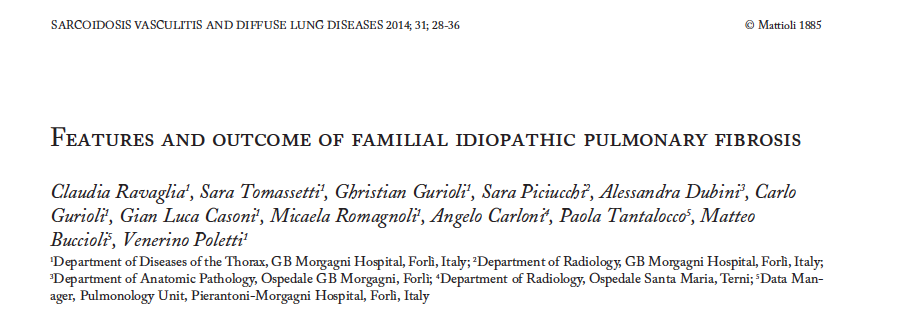 SARCOIDOSIS VASCULITIS AND DIFFUSE LUNG DISEASES 2014; 31; 28-36 © Mattioli 1885
Features and outcome of familial idiopathic pulmonary fibrosis
Claudia Ravaglia¹, Sara Tomassetti¹, Ghristian Gurioli¹, Sara Piciucchi², Alessandra Dubini³, Carlo
Gurioli¹, Gian Luca Casoni¹, Micaela Romagnoli¹, Angelo Carloni⁴, Paola Tantalocco⁵, Matteo
Buccioli⁵, Venerino Poletti¹
¹Department of Diseases of the Thorax, GB Morgagni Hospital, Forlì, Italy; ²Department of Radiology, GB Morgagni Hospital, Forlì, Italy;
³Department of Anatomic Pathology, Ospedale GB Morgagni, Forlì; ⁴Department of Radiology, Ospedale Santa Maria, Terni; ⁵Data Man-
ager, Pulmonology Unit, Pierantoni-Morgagni Hospital, Forlì, Italy